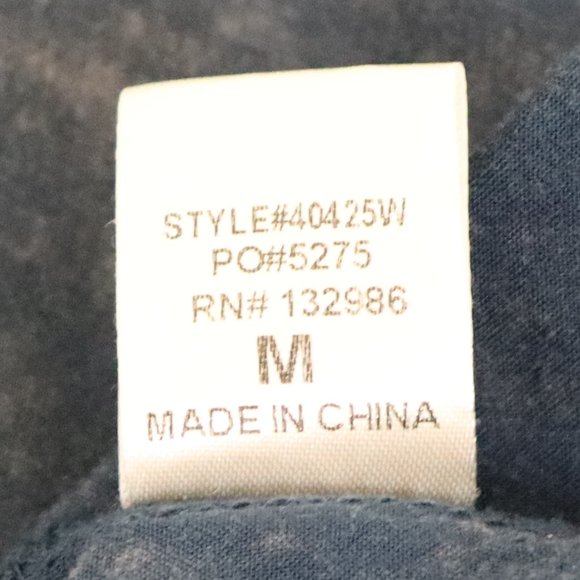 STYLE#40425W
PO#5275
RN# 132986
M
MADE IN CHINA